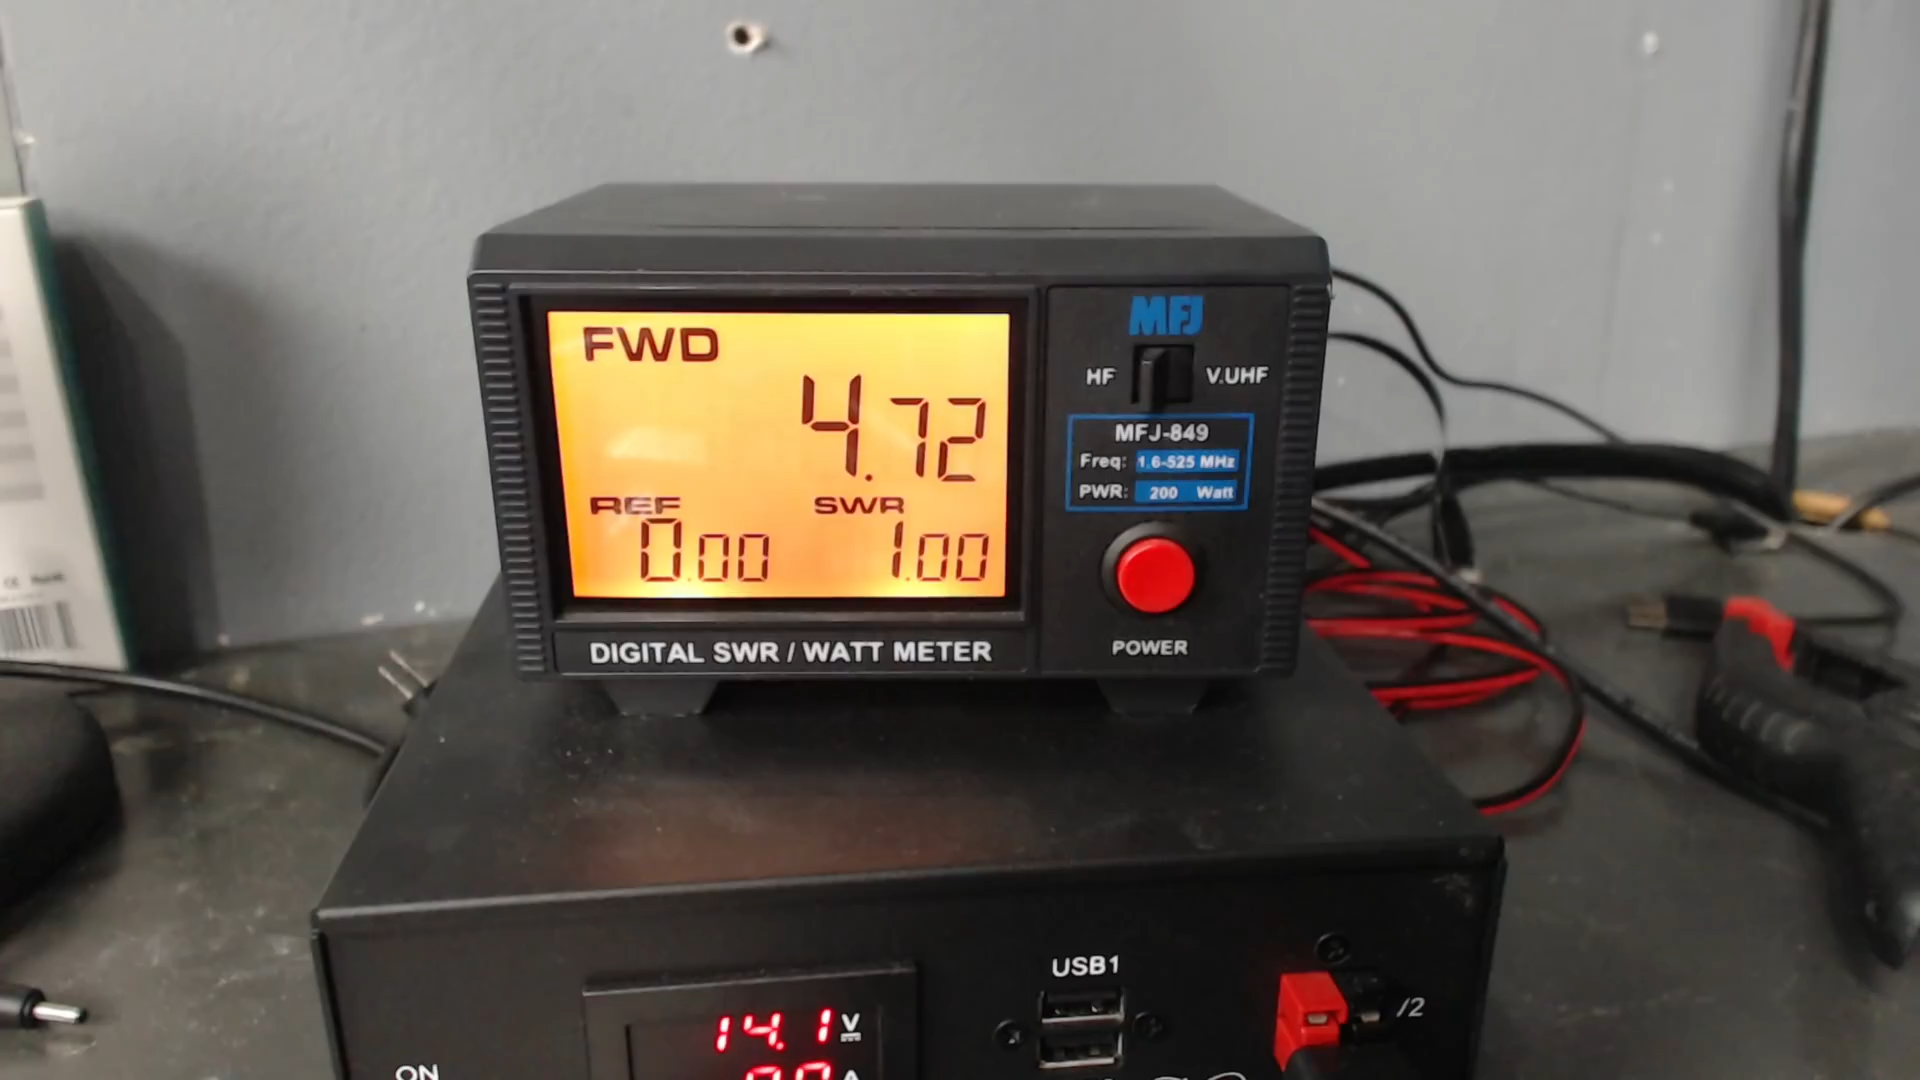 FWD
4.72
REF SWR
0.00 1.00
DIGITAL SWR / WATT METER
MFJ
HF V.UHF
MFJ-849
Freq: 1.6-525 MHz
PWR: 200 Watt
POWER
USB1
14.1 V
ON
/2